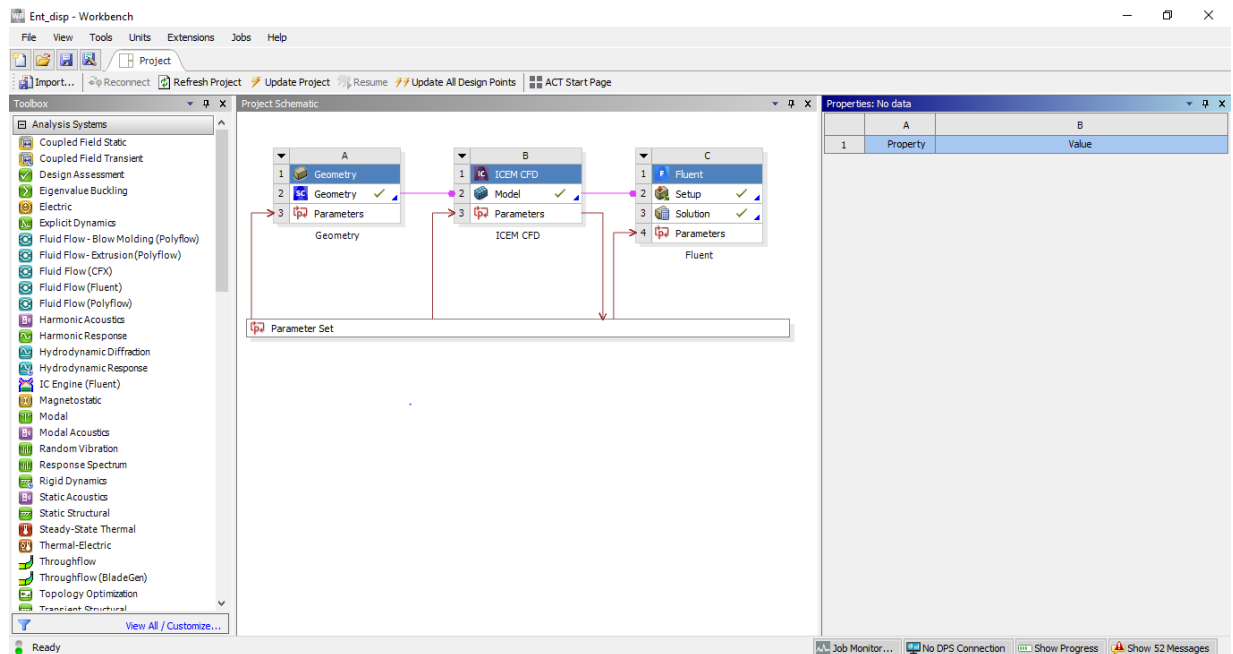 Ent_disp - Workbench
File View Tools Units Extensions Jobs Help
Project
Import... Reconnect Refresh Project Update Project Resume Update All Design Points ACT Start Page
Toolbox
Analysis Systems
Coupled Field Static
Coupled Field Transient
Design Assessment
Eigenvalue Buckling
Electric
Explicit Dynamics
Fluid Flow - Blow Molding (Polyflow)
Fluid Flow - Extrusion (Polyflow)
Fluid Flow (CFX)
Fluid Flow (Fluent)
Fluid Flow (Polyflow)
Harmonic Acoustics
Harmonic Response
Hydrodynamic Diffraction
Hydrodynamic Response
IC Engine (Fluent)
Magnetostatic
Modal
Modal Acoustics
Random Vibration
Response Spectrum
Rigid Dynamics
Static Acoustics
Static Structural
Steady-State Thermal
Thermal-Electric
Throughflow
Throughflow (BladeGen)
Topology Optimization
Transient Structural
View All / Customize...
Project Schematic
A
1 Geometry
2 Geometry
3 Parameters
Geometry
B
1 ICEM CFD
2 Model
3 Parameters
ICEM CFD
C
1 Fluent
2 Setup
3 Solution
4 Parameters
Fluent
Parameter Set
Properties: No data
A B
1 Property Value
Ready
Job Monitor... No DPS Connection Show Progress Show 52 Messages